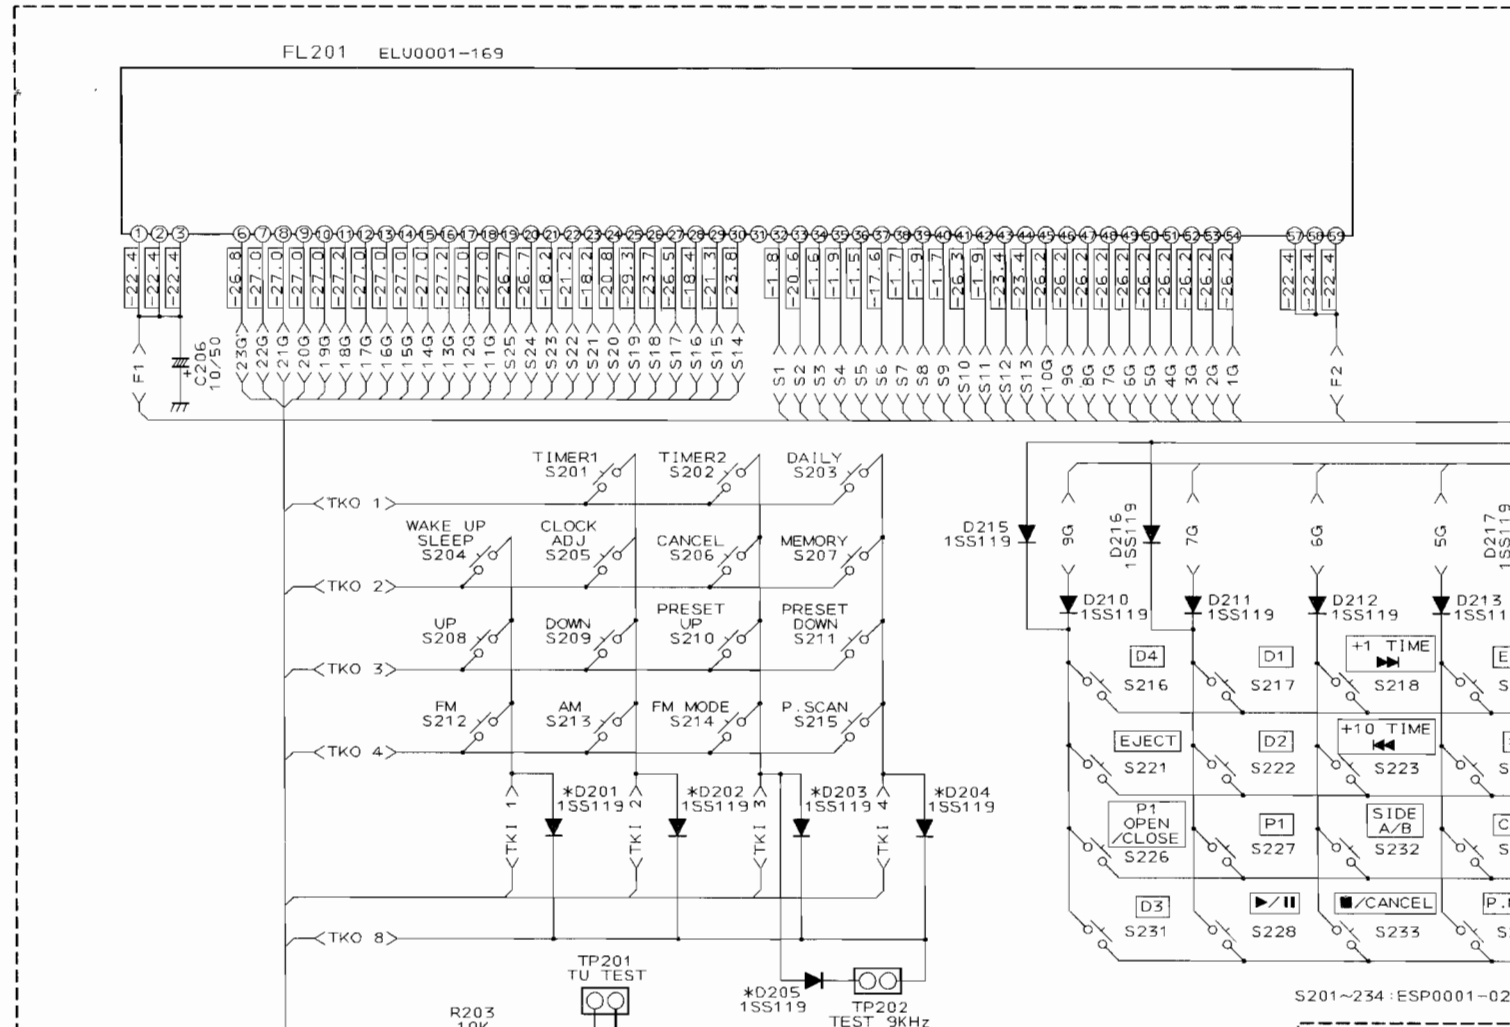 FL201 ELU0001-169
1 2 3 6 7 8 9 10 11 12 13 14 15 16 17 18 19 20 21 22 23 24 25 26 27 28 29 30 31 32 33 34 35 36 37 38 39 40 41 42 43 44 45 46 47 48 49 50 51 52 53 54 57 58 59
-22.4 -22.4 -22.4 -26.8 -27.0 -27.0 -27.0 -27.0 -27.2 -27.0 -27.0 -27.0 -27.2 -27.2 -27.0 -27.0 -26.7 -26.7 -18.2 -21.2 -18.2 -20.8 -29.3 -23.7 -26.5 -18.4 -21.3 -23.8 -1.8 -20.6 -1.6 -1.9 -1.5 -17.6 -1.7 -1.9 -1.7 -26.3 -1.9 -23.4 -23.4 -26.2 -26.2 -26.2 -26.2 -26.2 -26.2 -26.2 -26.2 -26.2 -26.2 -22.4 -22.4 -22.4
F1 + C206 10/50 23G 22G 21G 20G 19G 18G 17G 16G 15G 14G 13G 12G 11G S25 S24 S23 S22 S21 S20 S19 S18 S17 S16 S15 S14 S1 S2 S3 S4 S5 S6 S7 S8 S9 S10 S11 S12 S13 10G 9G 8G 7G 6G 5G 4G 3G 2G 1G F2
TIMER1 TIMER2 DAILY
S201 S202 S203
TKO 1
WAKE UP SLEEP CLOCK ADJ CANCEL MEMORY
S204 S205 S206 S207
TKO 2
UP DOWN PRESET UP PRESET DOWN
S208 S209 S210 S211
TKO 3
FM AM FM MODE P.SCAN
S212 S213 S214 S215
TKO 4
TKI 1 *D201 1SS119 TKI 2 *D202 1SS119 TKI 3 *D203 1SS119 TKI 4 *D204 1SS119
TKO 8
TP201
TU TEST
R203
10K
*D205
1SS119
TP202
TEST 9KHz
D215 1SS119 9G D216 1SS119 7G 6G 5G D217 1SS119
D210 1SS119 D211 1SS119 D212 1SS119 D213
D4 D1 +1 TIME ▶▶|
S216 S217 S218
EJECT D2 +10 TIME |◀◀
S221 S222 S223
P1 OPEN /CLOSE P1 SIDE A/B
S226 S227 S232
D3 ▶/II ■/CANCEL
S231 S228 S233
S201~234:ESP0001-02